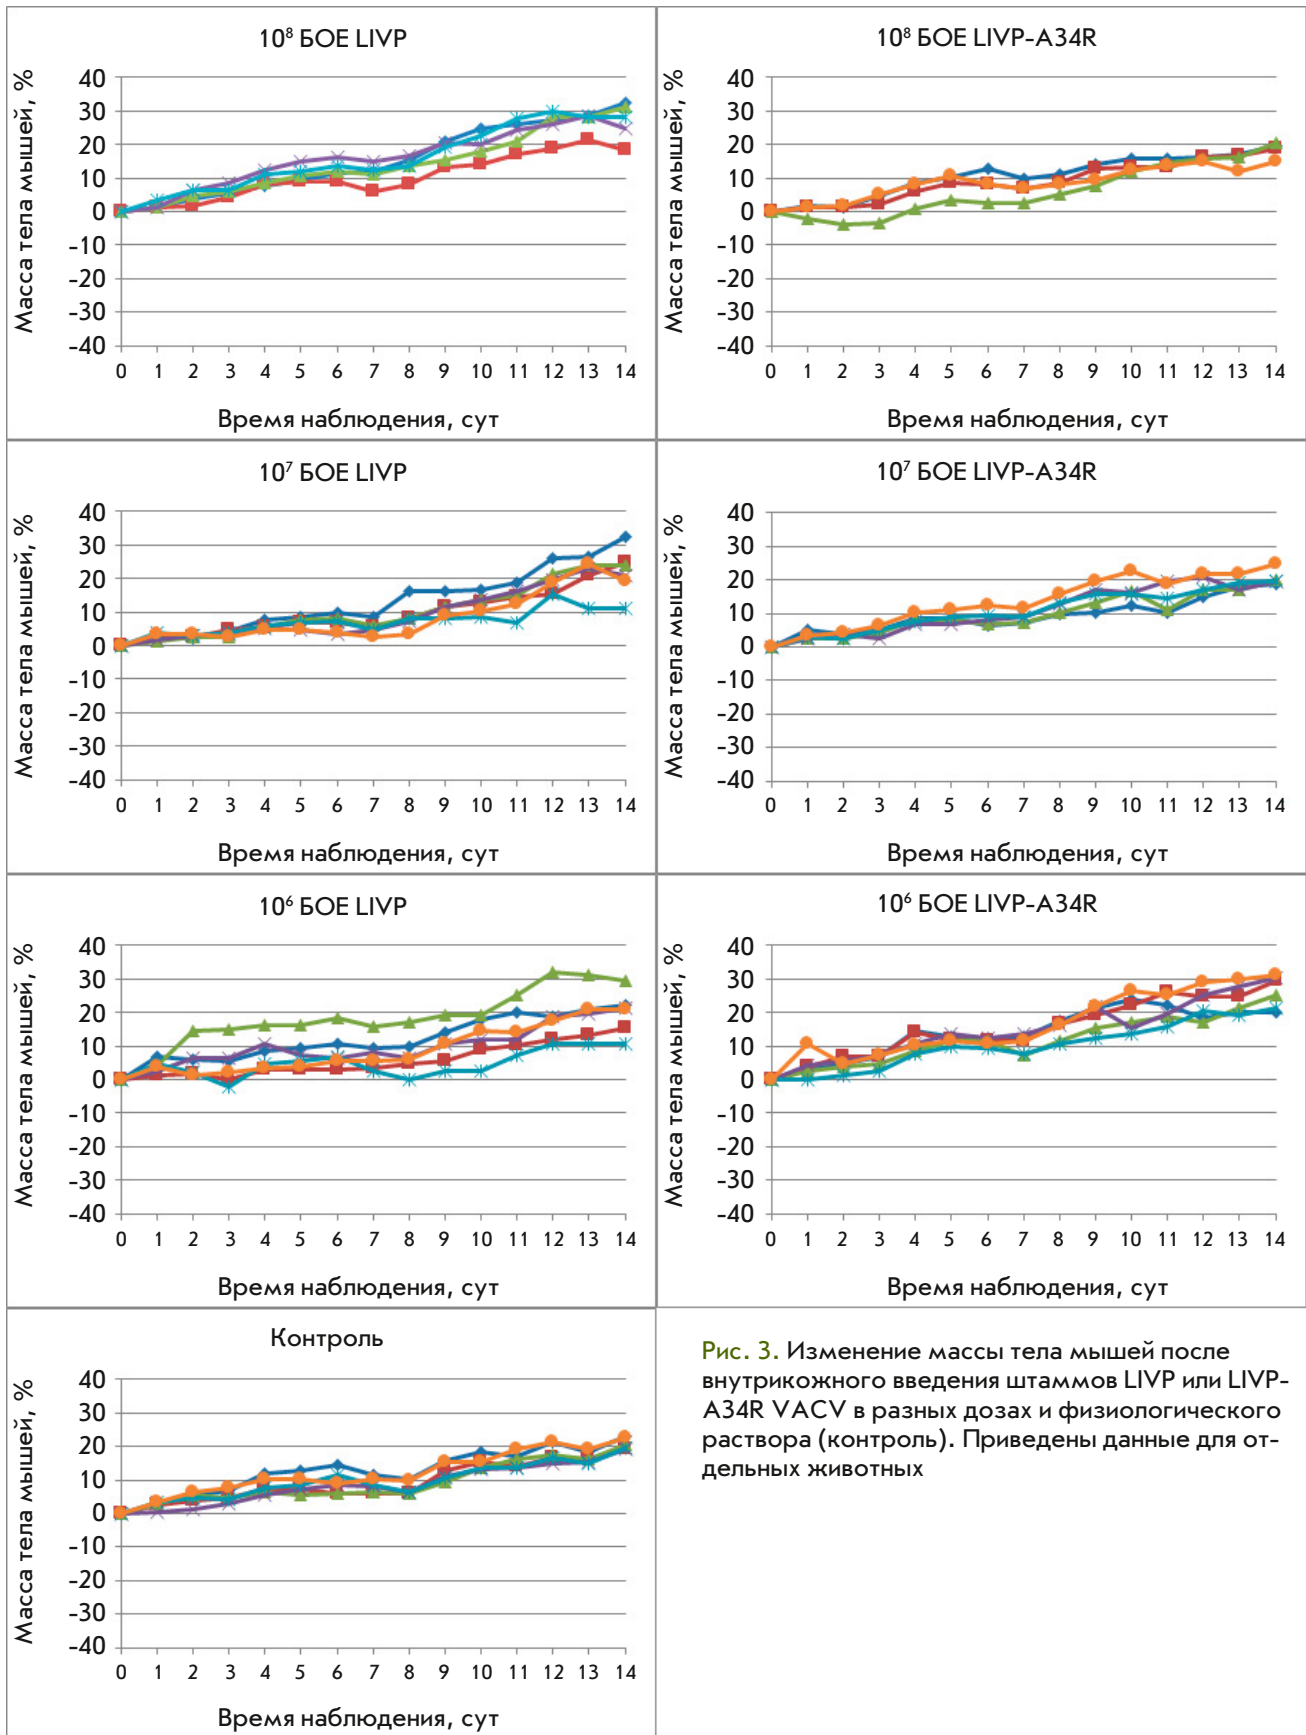 10⁸ БОЕ LIVP
Масса тела мышей, %
40
30
20
10
0
-10
-20
-30
-40
0 1 2 3 4 5 6 7 8 9 10 11 12 13 14
Время наблюдения, сут
10⁸ БОЕ LIVP-A34R
Масса тела мышей, %
40
30
20
10
0
-10
-20
-30
-40
0 1 2 3 4 5 6 7 8 9 10 11 12 13 14
Время наблюдения, сут
10⁷ БОЕ LIVP
Масса тела мышей, %
40
30
20
10
0
-10
-20
-30
-40
0 1 2 3 4 5 6 7 8 9 10 11 12 13 14
Время наблюдения, сут
10⁷ БОЕ LIVP-A34R
Масса тела мышей, %
40
30
20
10
0
-10
-20
-30
-40
0 1 2 3 4 5 6 7 8 9 10 11 12 13 14
Время наблюдения, сут
10⁶ БОЕ LIVP
Масса тела мышей, %
40
30
20
10
0
-10
-20
-30
-40
0 1 2 3 4 5 6 7 8 9 10 11 12 13 14
Время наблюдения, сут
10⁶ БОЕ LIVP-A34R
Масса тела мышей, %
40
30
20
10
0
-10
-20
-30
-40
0 1 2 3 4 5 6 7 8 9 10 11 12 13 14
Время наблюдения, сут
Контроль
Масса тела мышей, %
40
30
20
10
0
-10
-20
-30
-40
0 1 2 3 4 5 6 7 8 9 10 11 12 13 14
Время наблюдения, сут
Рис. 3. Изменение массы тела мышей после
внутрикожного введения штаммов LIVP или LIVP-
A34R VACV в разных дозах и физиологического
раствора (контроль). Приведены данные для от-
дельных животных